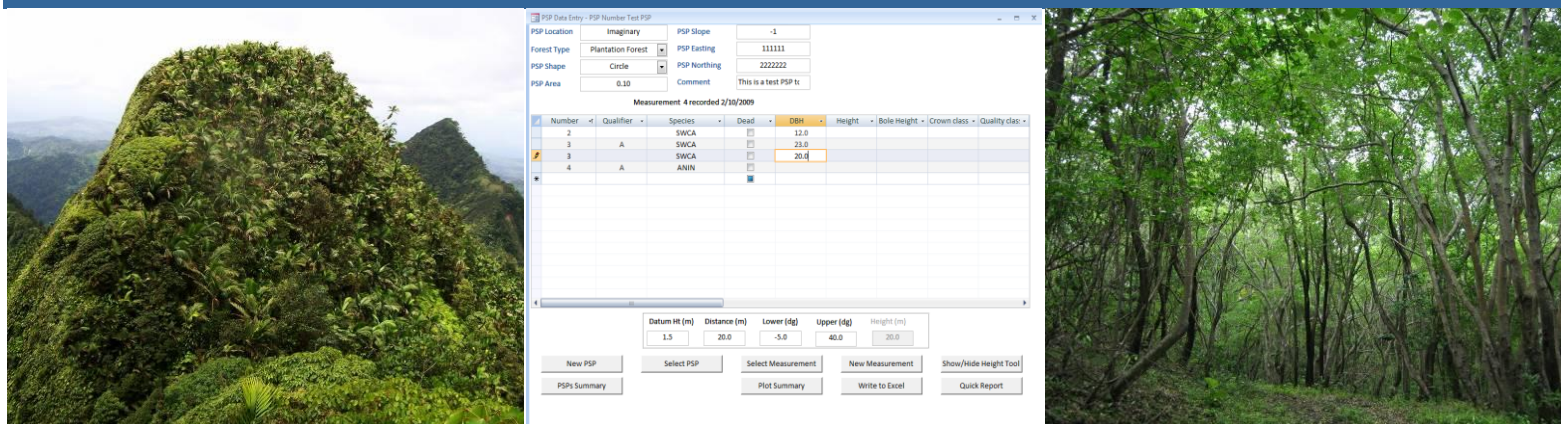 PSP Data Entry - PSP Number Test PSP
PSP Location Imaginary PSP Slope -1
Forest Type Plantation Forest PSP Easting 111111
PSP Shape Circle PSP Northing 2222222
PSP Area 0.10 Comment This is a test PSP tc
Measurement 4 recorded 2/10/2009
Number Qualifier Species Dead DBH Height Bole Height Crown class Quality clas:
2 SWCA 12.0
3 A SWCA 23.0
3 SWCA 20.0
4 A ANIN
Datum Ht (m) Distance (m) Lower (dg) Upper (dg) Height (m)
1.5 20.0 -5.0 40.0 20.0
New PSP Select PSP Select Measurement New Measurement Show/Hide Height Tool
PSPs Summary Plot Summary Write to Excel Quick Report